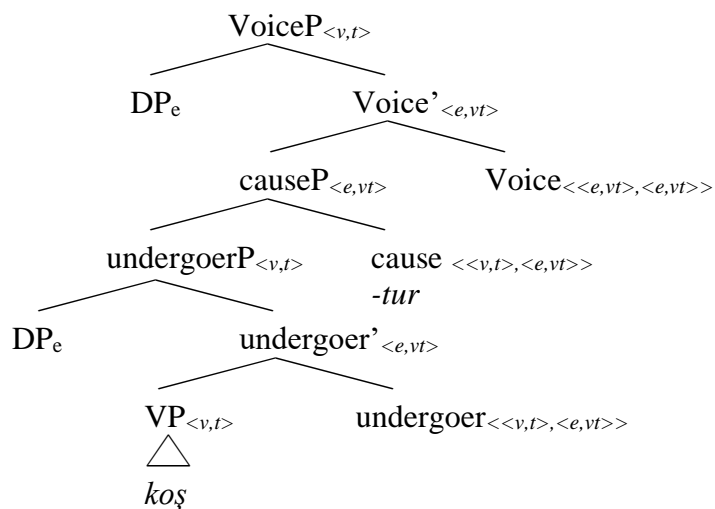 VoiceP<v,t>
DPe Voice’<e,vt>
causeP<e,vt> Voice<<e,vt>,<e,vt>>
undergoerP<v,t> cause <<v,t>,<e,vt>>
-tur
DPe undergoer’<e,vt>
VP<v,t> undergoer<<v,t>,<e,vt>>
koş